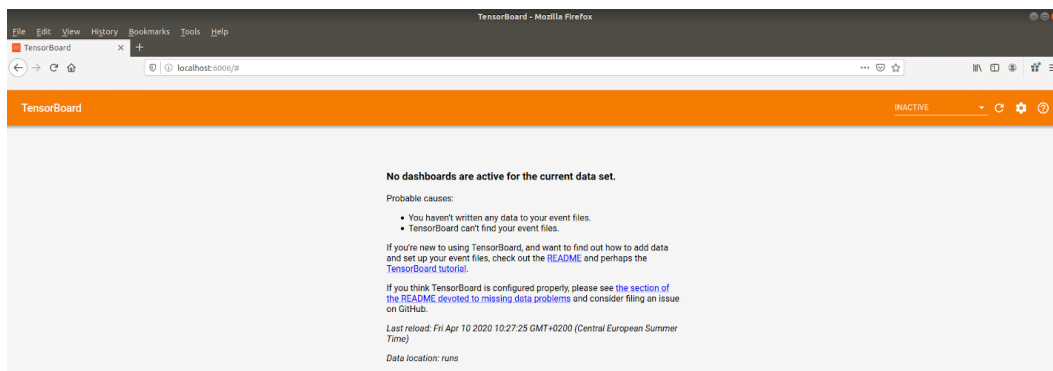 TensorBoard - Mozilla Firefox
File Edit View History Bookmarks Tools Help
TensorBoard × +
localhost:6006/#
TensorBoard INACTIVE
No dashboards are active for the current data set.
Probable causes:
• You haven't written any data to your event files.
• TensorBoard can't find your event files.
If you're new to using TensorBoard, and want to find out how to add data
and set up your event files, check out the README and perhaps the
TensorBoard tutorial.
If you think TensorBoard is configured properly, please see the section of
the README devoted to missing data problems and consider filing an issue
on GitHub.
Last reload: Fri Apr 10 2020 10:27:25 GMT+0200 (Central European Summer
Time)
Data location: runs